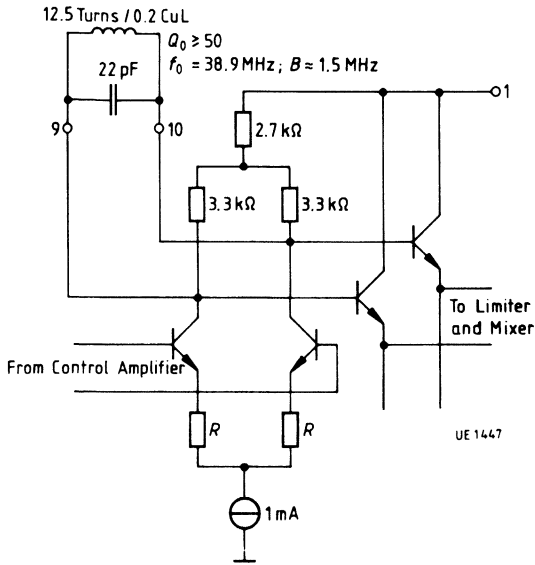 12.5 Turns / 0.2 CuL
Q₀ ≥ 50
f₀ = 38.9 MHz; B ≈ 1.5 MHz
22 pF
9
10
1
2.7 kΩ
3.3 kΩ
3.3 kΩ
To Limiter
and Mixer
From Control Amplifier
R
R
UE 1447
1 mA